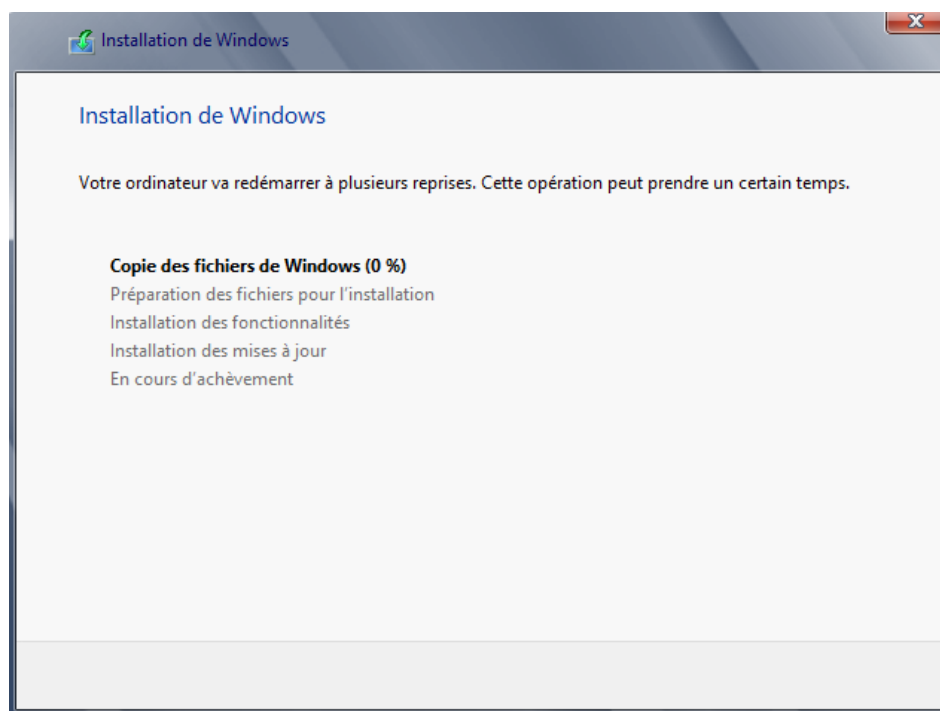 Installation de Windows
Installation de Windows
Votre ordinateur va redémarrer à plusieurs reprises. Cette opération peut prendre un certain temps.
Copie des fichiers de Windows (0 %)
Préparation des fichiers pour l'installation
Installation des fonctionnalités
Installation des mises à jour
En cours d'achèvement